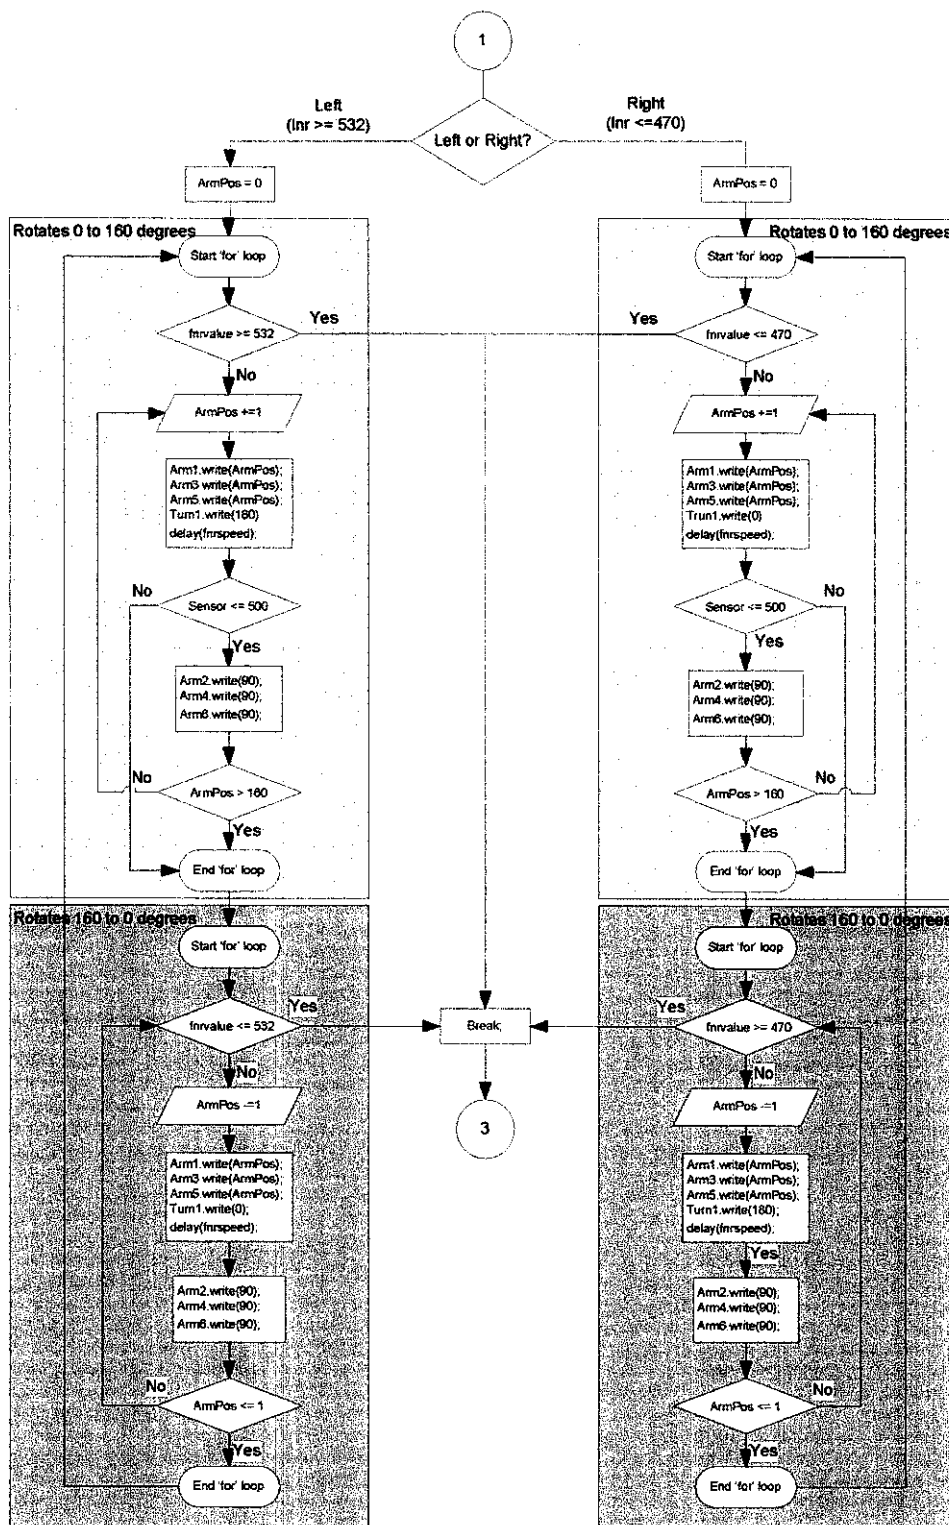 1
Left
(lnr >= 532)
Right
(lnr <=470)
Left or Right?
ArmPos = 0
ArmPos = 0
Rotates 0 to 160 degrees
Start 'for' loop
fnrvalue >= 532
Yes
No
ArmPos +=1
Arm1.write(ArmPos);
Arm3.write(ArmPos);
Arm5.write(ArmPos);
Turn1.write(180)
delay(fnrspeed);
No
Sensor <= 500
Yes
Arm2.write(90);
Arm4.write(90);
Arm6.write(90);
No
ArmPos > 160
Yes
End 'for' loop
Rotates 0 to 160 degrees
Start 'for' loop
Yes
fnrvalue <= 470
No
ArmPos +=1
Arm1.write(ArmPos);
Arm3.write(ArmPos);
Arm5.write(ArmPos);
Trun1.write(0)
delay(fnrspeed);
No
Sensor <= 500
Yes
Arm2.write(90);
Arm4.write(90);
Arm6.write(90);
No
ArmPos > 160
Yes
End 'for' loop
Rotates 160 to 0 degrees
Start 'for' loop
fnrvalue <= 532
Yes
No
ArmPos -=1
Arm1.write(ArmPos);
Arm3.write(ArmPos);
Arm5.write(ArmPos);
Turn1.write(0);
delay(fnrspeed);
Arm2.write(90);
Arm4.write(90);
Arm6.write(90);
No
ArmPos <= 1
Yes
End 'for' loop
Break;
3
Rotates 160 to 0 degrees
Start 'for' loop
Yes
fnrvalue >= 470
No
ArmPos -=1
Arm1.write(ArmPos);
Arm3.write(ArmPos);
Arm5.write(ArmPos);
Turn1.write(180);
delay(fnrspeed);
Yes
Arm2.write(90);
Arm4.write(90);
Arm6.write(90);
No
ArmPos <= 1
Yes
End 'for' loop